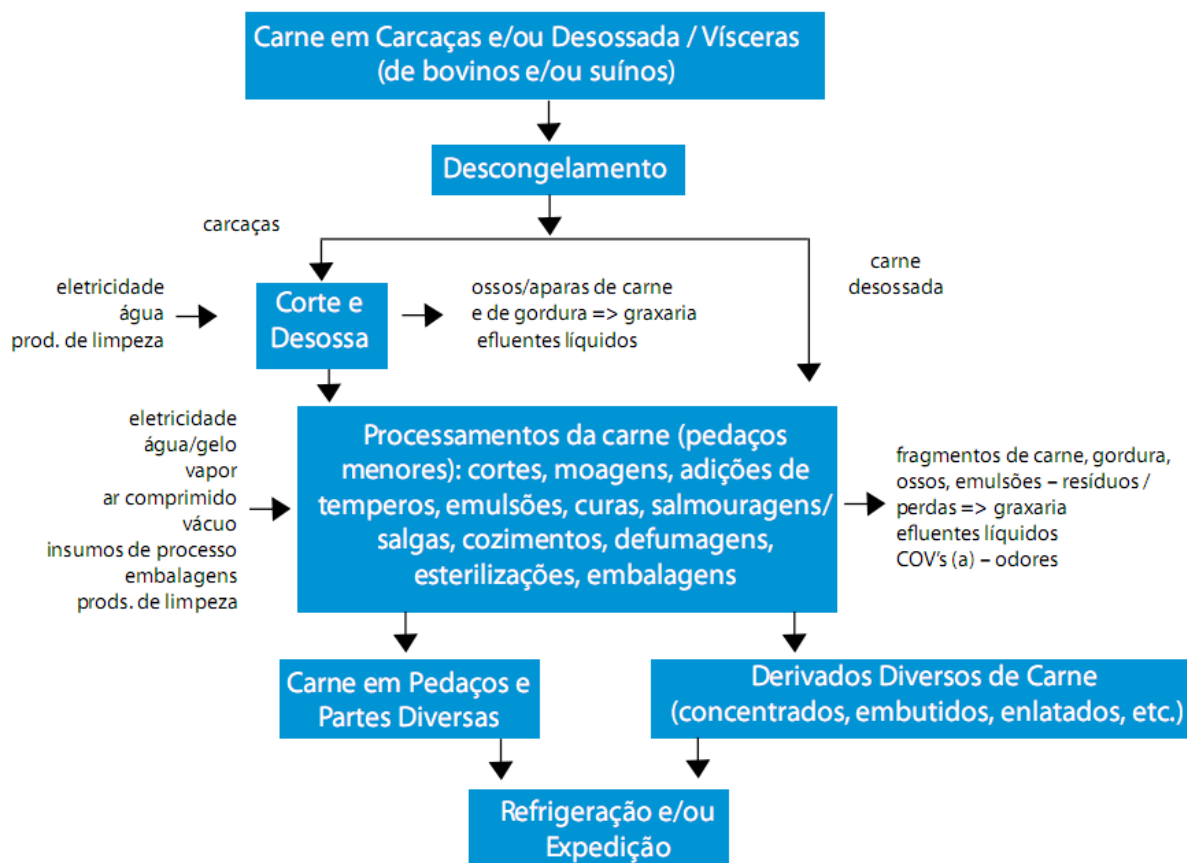 Carne em Carcaças e/ou Desossada / Vísceras
(de bovinos e/ou suínos)
Descongelamento
carcaças
carne
desossada
eletricidade
água
prod. de limpeza
Corte e
Desossa
ossos/aparas de carne
e de gordura => graxaria
efluentes líquidos
eletricidade
água/gelo
vapor
ar comprimido
vácuo
insumos de processo
embalagens
prods. de limpeza
Processamentos da carne (pedaços
menores): cortes, moagens, adições de
temperos, emulsões, curas, salmouragens/
salgas, cozimentos, defumagens,
esterilizações, embalagens
fragmentos de carne, gordura,
ossos, emulsões – resíduos /
perdas => graxaria
efluentes líquidos
COV's (a) – odores
Carne em Pedaços e
Partes Diversas
Derivados Diversos de Carne
(concentrados, embutidos, enlatados, etc.)
Refrigeração e/ou
Expedição